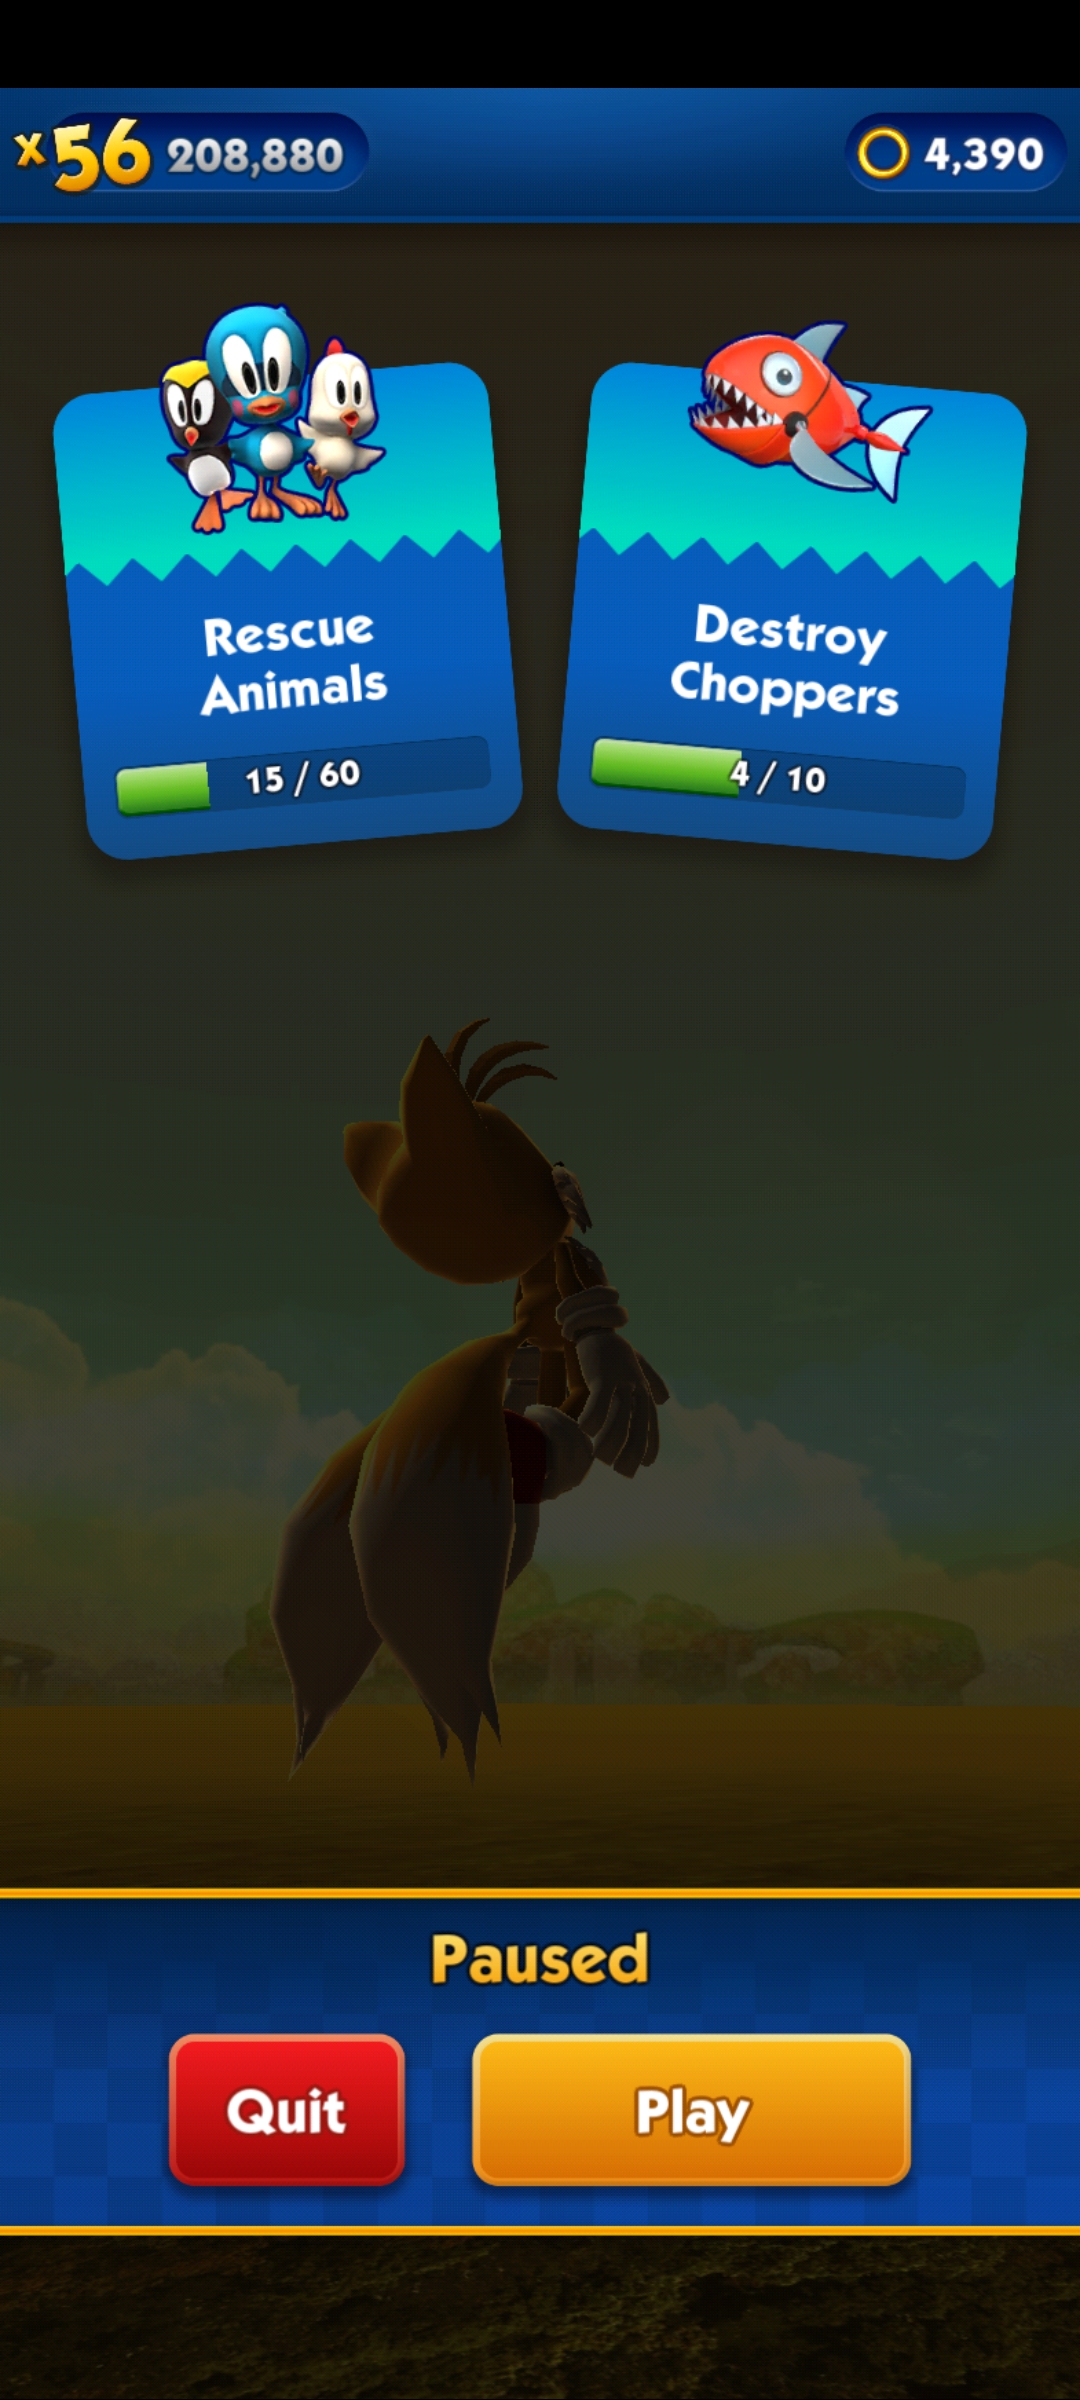 x56 208,880
4,390
Rescue
Animals
15 / 60
Destroy
Choppers
4 / 10
Paused
Quit
Play